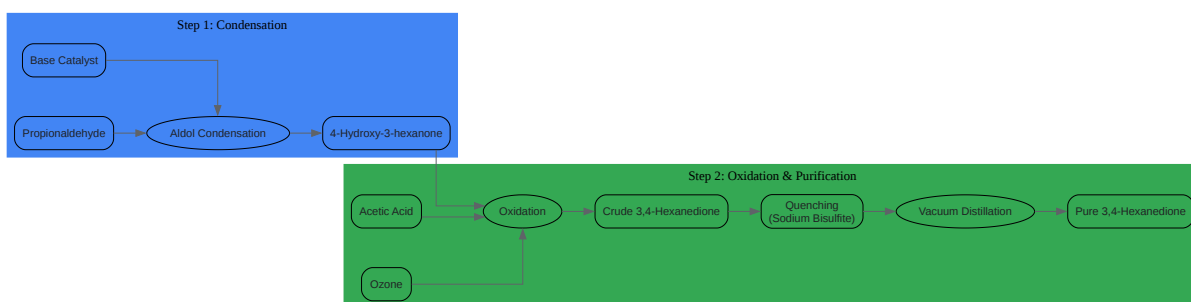 Step 1: Condensation
Base Catalyst
Propionaldehyde
Aldol Condensation
4-Hydroxy-3-hexanone
Step 2: Oxidation & Purification
Acetic Acid
Oxidation
Crude 3,4-Hexanedione
Quenching
(Sodium Bisulfite)
Vacuum Distillation
Pure 3,4-Hexanedione
Ozone